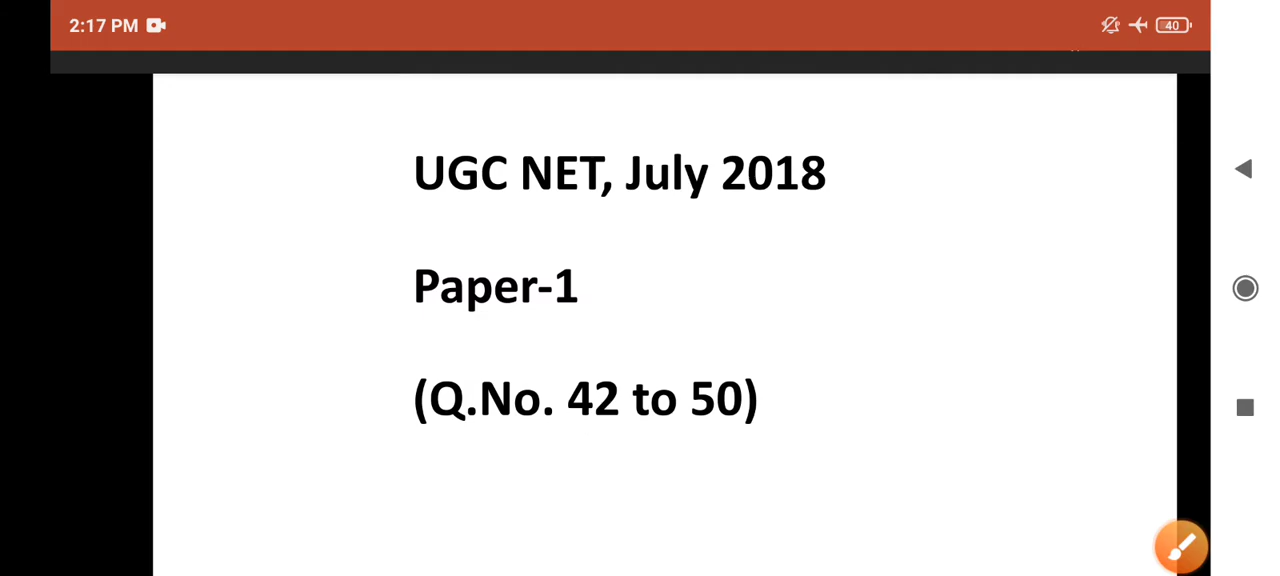 2:17 PM
40
UGC NET, July 2018
Paper-1
(Q.No. 42 to 50)